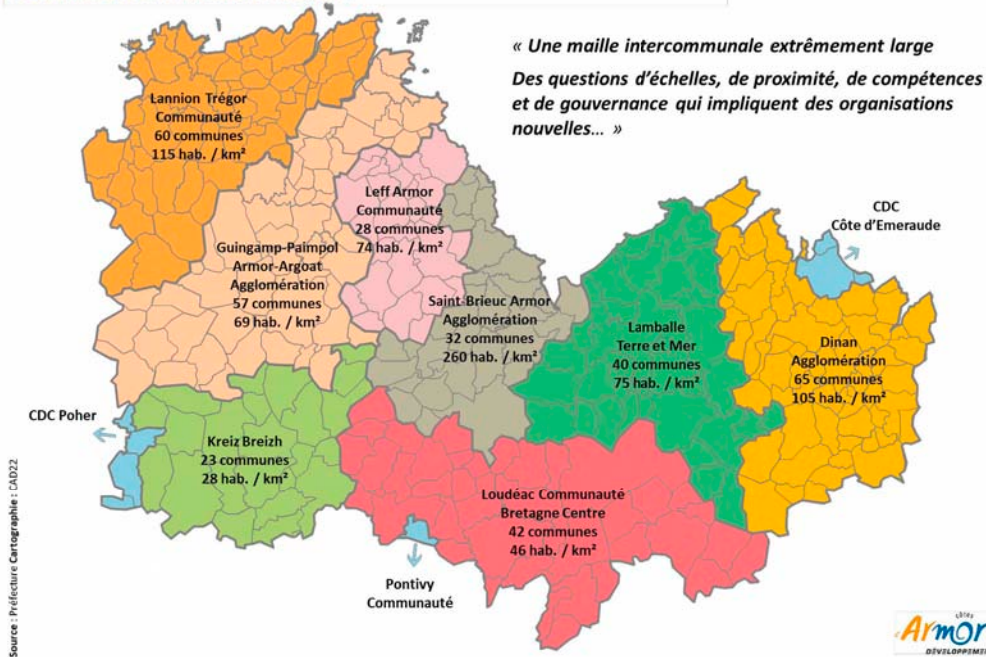 « Une maille intercommunale extrêmement large
Des questions d’échelles, de proximité, de compétences
et de gouvernance qui impliquent des organisations
nouvelles... »
Lannion Trégor
Communauté
60 communes
115 hab. / km²
Leff Armor
Communauté
28 communes
74 hab. / km²
CDC
Côte d’Emeraude
Guingamp-Paimpol
Armor-Argoat
Agglomération
57 communes
69 hab. / km²
Saint-Brieuc Armor
Agglomération
32 communes
260 hab. / km²
Lamballe
Terre et Mer
40 communes
75 hab. / km²
Dinan
Agglomération
65 communes
105 hab. / km²
CDC Poher
Kreiz Breizh
23 communes
28 hab. / km²
Loudéac Communauté
Bretagne Centre
42 communes
46 hab. / km²
Pontivy
Communauté
Source : Préfecture Cartographie : CAD22
côtes
d'Armor
DÉVELOPPEMEN